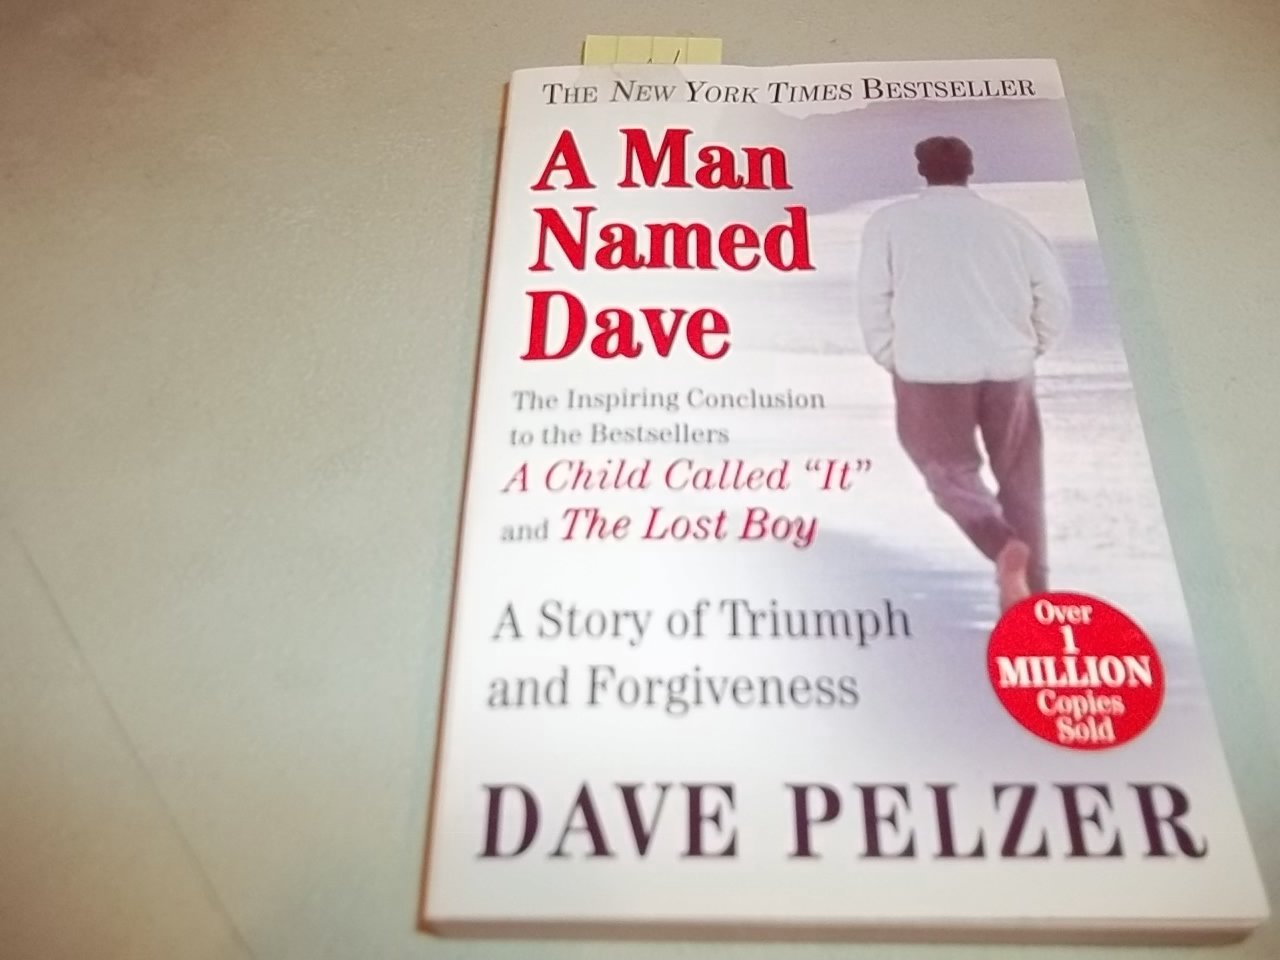 THE NEW YORK TIMES BESTSELLER
A Man
Named
Dave
The Inspiring Conclusion
to the Bestsellers
A Child Called “It”
and The Lost Boy
A Story of Triumph
and Forgiveness
Over
1
MILLION
Copies
Sold
DAVE PELZER